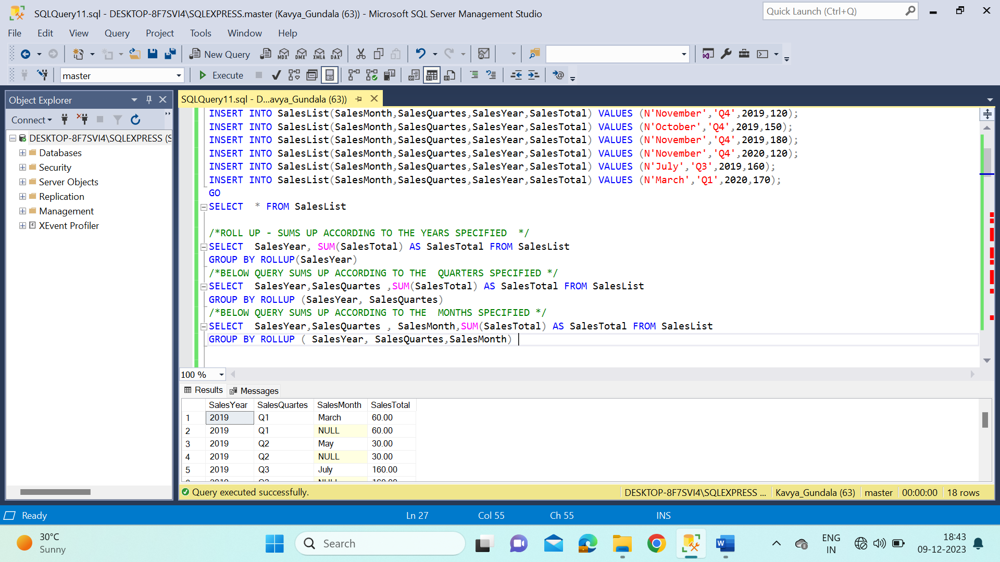 SQLQuery11.sql - DESKTOP-8F7SVI4\SQLEXPRESS.master (Kavya_Gundala (63)) - Microsoft SQL Server Management Studio
Quick Launch (Ctrl+Q)
File Edit View Query Project Tools Window Help
New Query MDX DMX XMLA DAX
master Execute
Object Explorer
SQLQuery11.sql - D...avya_Gundala (63))
Connect
DESKTOP-8F7SVI4\SQLEXPRESS (S
Databases
Security
Server Objects
Replication
Management
XEvent Profiler
INSERT INTO SalesList(SalesMonth,SalesQuartes,SalesYear,SalesTotal) VALUES (N'November','Q4',2019,120);
INSERT INTO SalesList(SalesMonth,SalesQuartes,SalesYear,SalesTotal) VALUES (N'October','Q4',2019,150);
INSERT INTO SalesList(SalesMonth,SalesQuartes,SalesYear,SalesTotal) VALUES (N'November','Q4',2019,180);
INSERT INTO SalesList(SalesMonth,SalesQuartes,SalesYear,SalesTotal) VALUES (N'November','Q4',2020,120);
INSERT INTO SalesList(SalesMonth,SalesQuartes,SalesYear,SalesTotal) VALUES (N'July','Q3',2019,160);
INSERT INTO SalesList(SalesMonth,SalesQuartes,SalesYear,SalesTotal) VALUES (N'March','Q1',2020,170);
GO
SELECT  * FROM SalesList
/*ROLL UP - SUMS UP ACCORDING TO THE YEARS SPECIFIED  */
SELECT  SalesYear, SUM(SalesTotal) AS SalesTotal FROM SalesList
GROUP BY ROLLUP(SalesYear)
/*BELOW QUERY SUMS UP ACCORDING TO THE  QUARTERS SPECIFIED */
SELECT  SalesYear,SalesQuartes ,SUM(SalesTotal) AS SalesTotal FROM SalesList
GROUP BY ROLLUP (SalesYear, SalesQuartes)
/*BELOW QUERY SUMS UP ACCORDING TO THE  MONTHS SPECIFIED */
SELECT  SalesYear,SalesQuartes , SalesMonth,SUM(SalesTotal) AS SalesTotal FROM SalesList
GROUP BY ROLLUP ( SalesYear, SalesQuartes,SalesMonth)
100 %
Results Messages
SalesYear SalesQuartes SalesMonth SalesTotal
1 2019 Q1 March 60.00
2 2019 Q1 NULL 60.00
3 2019 Q2 May 30.00
4 2019 Q2 NULL 30.00
5 2019 Q3 July 160.00
Query executed successfully. DESKTOP-8F7SVI4\SQLEXPRESS ... Kavya_Gundala (63) master 00:00:00 18 rows
Ready Ln 27 Col 55 Ch 55 INS
30°C
Sunny
Search
ENG
IN
18:43
09-12-2023